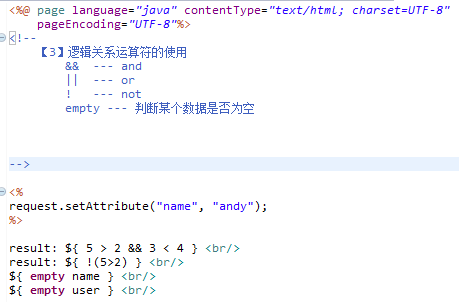 <%@ page language="java" contentType="text/html; charset=UTF-8"
pageEncoding="UTF-8"%>
<!--
【3】逻辑关系运算符的使用
&& --- and
|| --- or
! --- not
empty --- 判断某个数据是否为空
-->
<%
request.setAttribute("name", "andy");
%>
result: ${ 5 > 2 && 3 < 4 } <br/>
result: ${ !(5>2) } <br/>
${ empty name } <br/>
${ empty user } <br/>